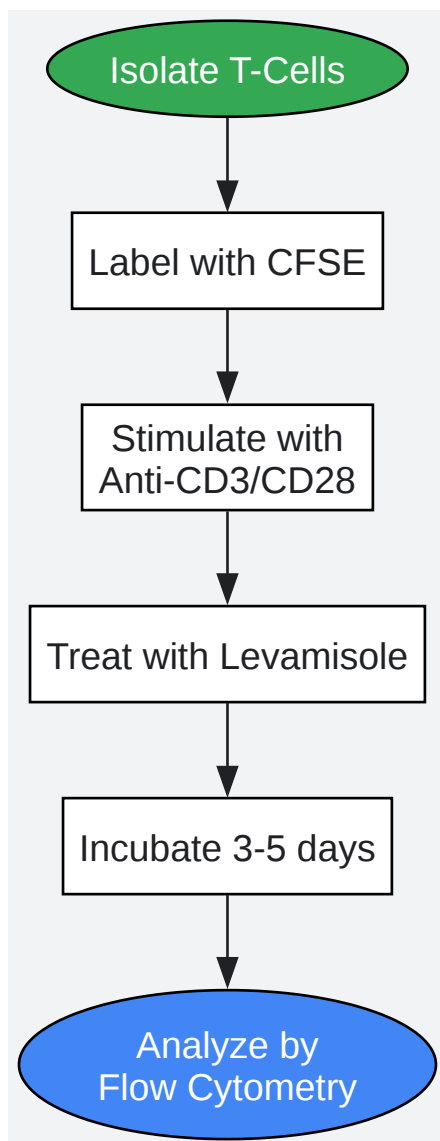 Isolate T-Cells
Label with CFSE
Stimulate with
Anti-CD3/CD28
Treat with Levamisole
Incubate 3-5 days
Analyze by
Flow Cytometry